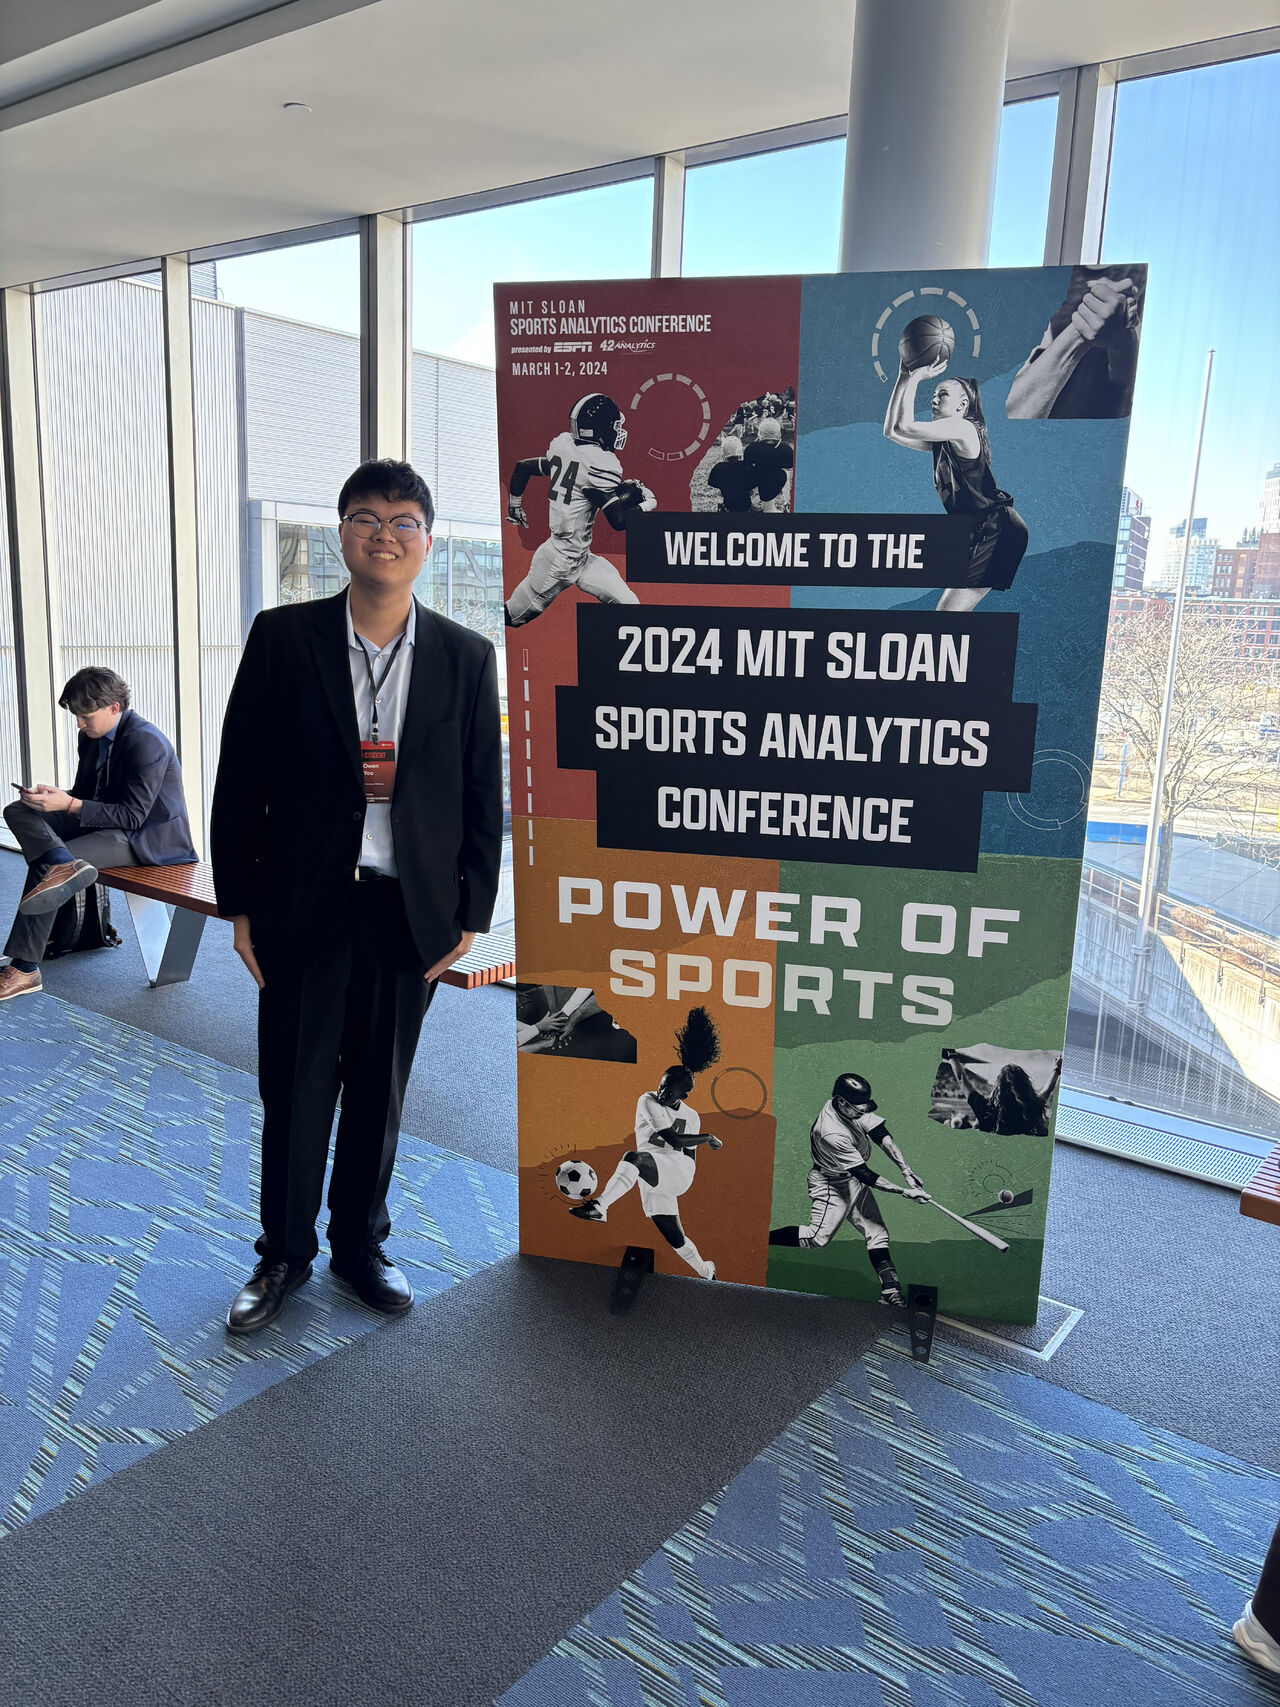 MIT SLOAN
SPORTS ANALYTICS CONFERENCE
presented by ESPN 42 ANALYTICS
MARCH 1-2, 2024
24
WELCOME TO THE
2024 MIT SLOAN
SPORTS ANALYTICS
CONFERENCE
POWER OF
SPORTS
STUDENT
Owen
Yoo